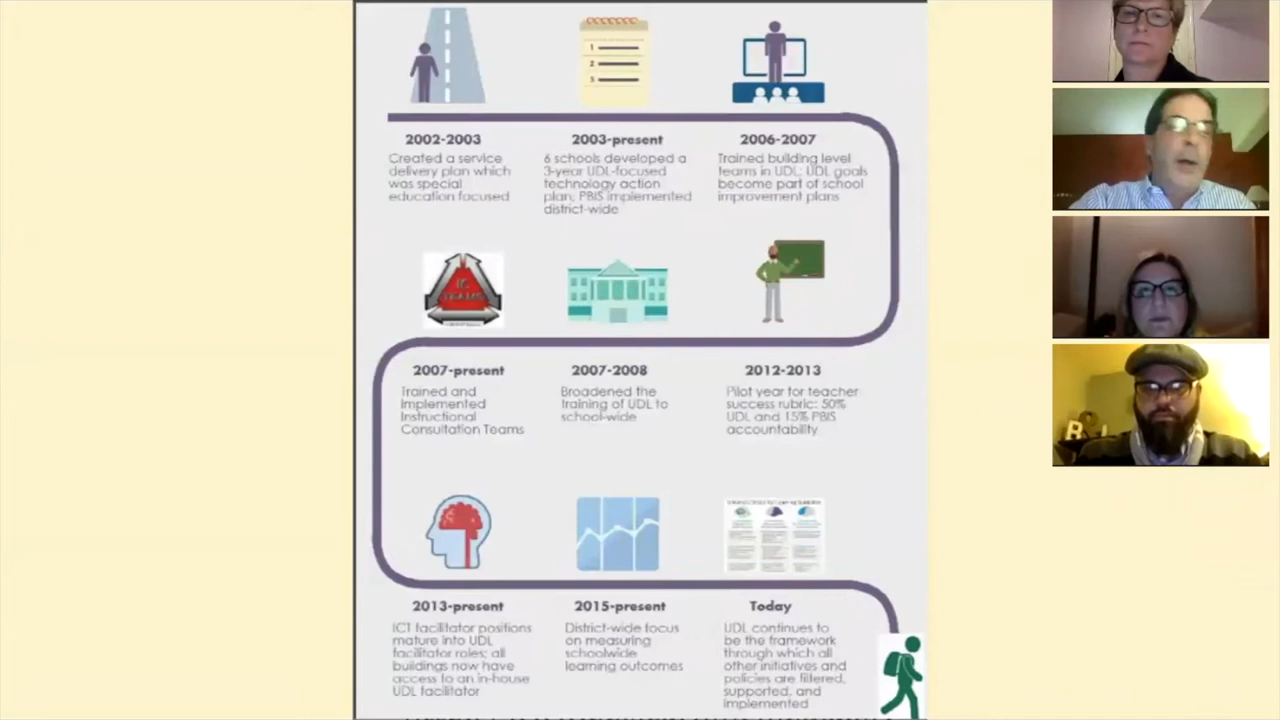 1
2
3
2002-2003
Created a service
delivery plan which
was special
education focused
2003-present
6 schools developed a
3-year UDL-focused
technology action
plan; PBIS implemented
district-wide
2006-2007
Trained building level
teams in UDL; UDL goals
become part of school
improvement plans
IC
TEAMS
2007-present
Trained and
Implemented
Instructional
Consultation Teams
2007-2008
Broadened the
training of UDL to
school-wide
2012-2013
Pilot year for teacher
success rubric: 50%
UDL and 15% PBIS
accountability
2013-present
ICT facilitator positions
mature into UDL
facilitator roles; all
buildings now have
access to an in-house
UDL facilitator
2015-present
District-wide focus
on measuring
schoolwide
learning outcomes
Today
UDL continues to
be the framework
through which all
other initiatives and
policies are filtered,
supported, and
implemented